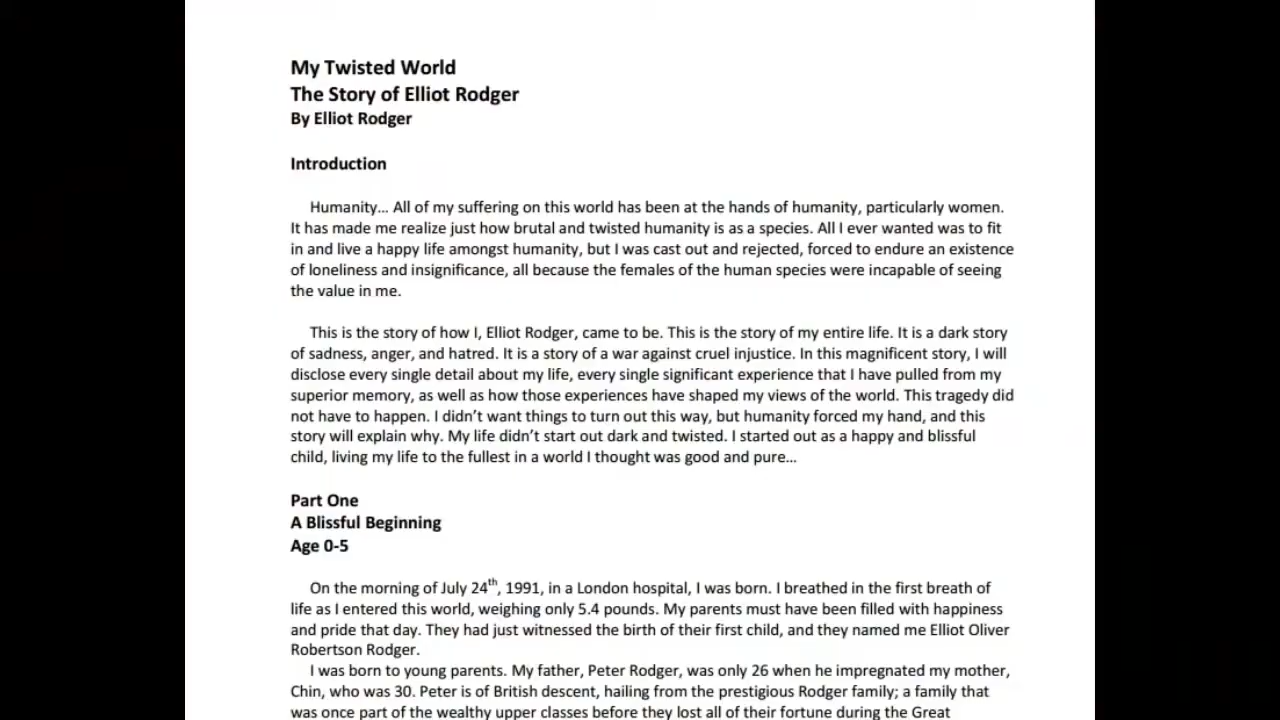 My Twisted World
The Story of Elliot Rodger
By Elliot Rodger
Introduction
Humanity... All of my suffering on this world has been at the hands of humanity, particularly women.
It has made me realize just how brutal and twisted humanity is as a species. All I ever wanted was to fit
in and live a happy life amongst humanity, but I was cast out and rejected, forced to endure an existence
of loneliness and insignificance, all because the females of the human species were incapable of seeing
the value in me.
This is the story of how I, Elliot Rodger, came to be. This is the story of my entire life. It is a dark story
of sadness, anger, and hatred. It is a story of a war against cruel injustice. In this magnificent story, I will
disclose every single detail about my life, every single significant experience that I have pulled from my
superior memory, as well as how those experiences have shaped my views of the world. This tragedy did
not have to happen. I didn't want things to turn out this way, but humanity forced my hand, and this
story will explain why. My life didn't start out dark and twisted. I started out as a happy and blissful
child, living my life to the fullest in a world I thought was good and pure...
Part One
A Blissful Beginning
Age 0-5
On the morning of July 24th, 1991, in a London hospital, I was born. I breathed in the first breath of
life as I entered this world, weighing only 5.4 pounds. My parents must have been filled with happiness
and pride that day. They had just witnessed the birth of their first child, and they named me Elliot Oliver
Robertson Rodger.
I was born to young parents. My father, Peter Rodger, was only 26 when he impregnated my mother,
Chin, who was 30. Peter is of British descent, hailing from the prestigious Rodger family; a family that
was once part of the wealthy upper classes before they lost all of their fortune during the Great